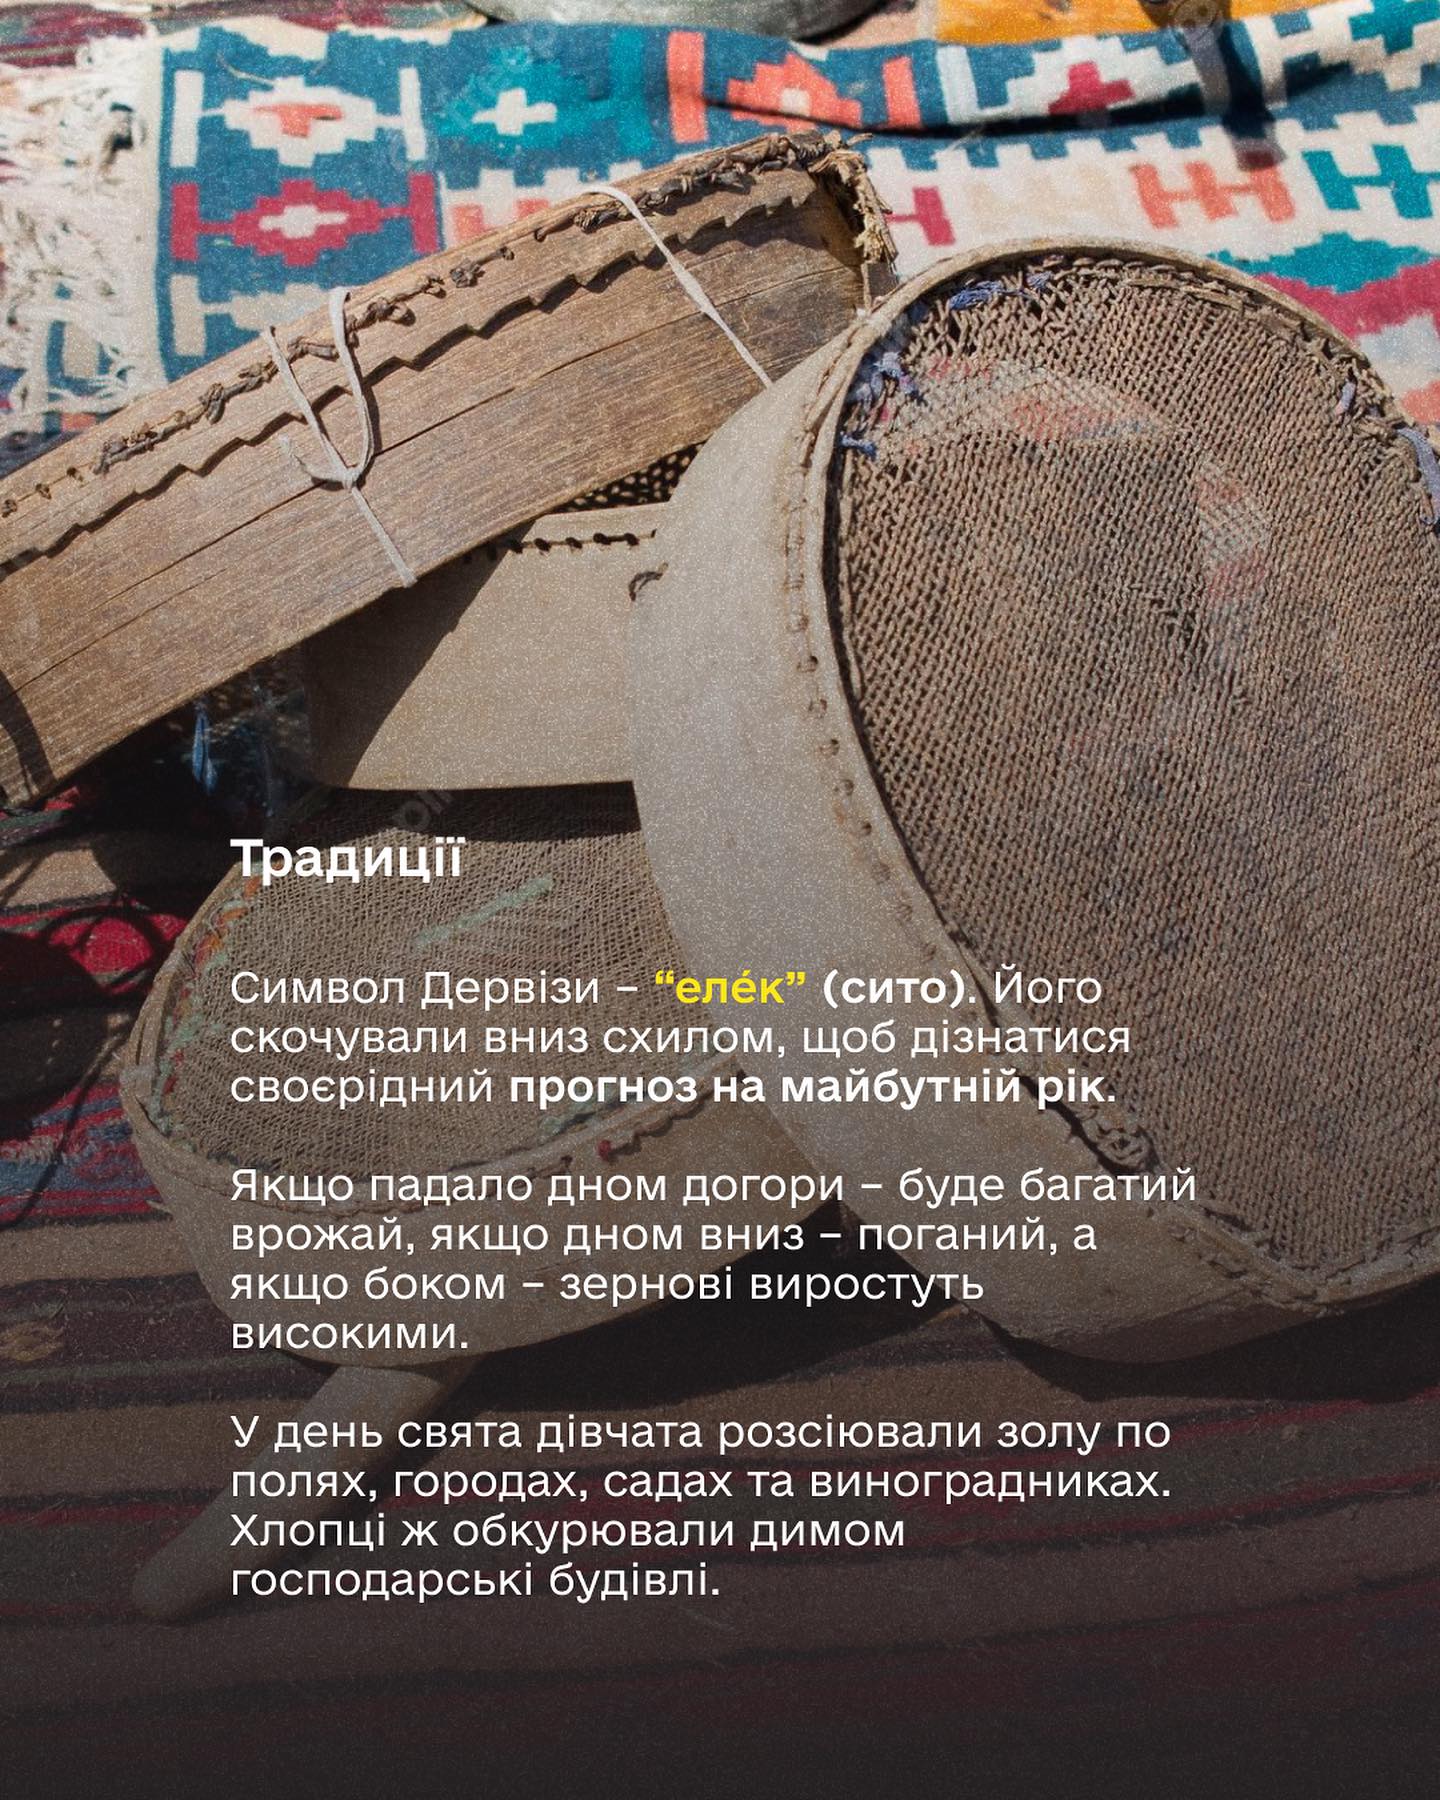 Традиції
Символ Дервізи – “еле́к” (сито). Його
скочували вниз схилом, щоб дізнатися
своєрідний прогноз на майбутній рік.
Якщо падало дном догори – буде багатий
врожай, якщо дном вниз – поганий, а
якщо боком – зернові виростуть
високими.
У день свята дівчата розсіювали золу по
полях, городах, садах та виноградниках.
Хлопці ж обкурювали димом
господарські будівлі.